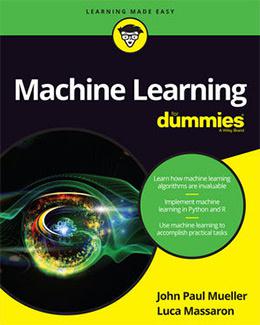 LEARNING MADE EASY
Machine Learning
for
dummies
A Wiley Brand
Learn how machine learning
algorithms are invaluable
Implement machine
learning in Python and R
Use machine learning to
accomplish practical tasks
John Paul Mueller
Luca Massaron